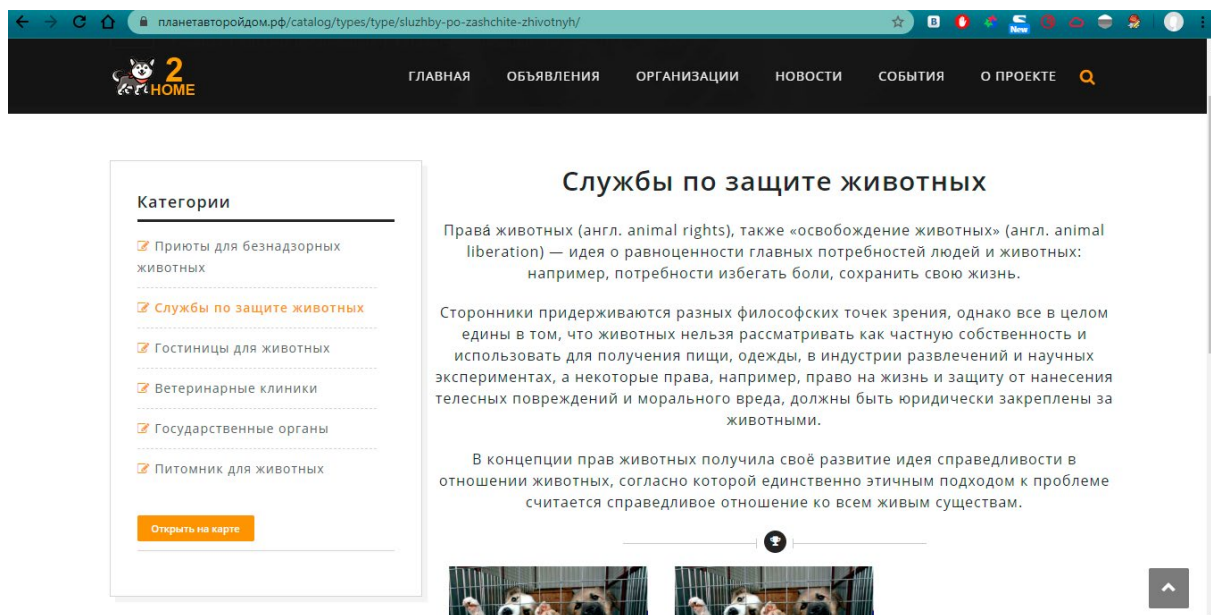 планетавторойдом.рф/catalog/types/type/sluzhby-po-zashchite-zhivotnyh/
New
2
HOME
ГЛАВНАЯ ОБЪЯВЛЕНИЯ ОРГАНИЗАЦИИ НОВОСТИ СОБЫТИЯ О ПРОЕКТЕ
Категории
Приюты для безнадзорных
животных
Службы по защите животных
Гостиницы для животных
Ветеринарные клиники
Государственные органы
Питомник для животных
Открыть на карте
Службы по защите животных
Права́ животных (англ. animal rights), также «освобождение животных» (англ. animal
liberation) — идея о равноценности главных потребностей людей и животных:
например, потребности избегать боли, сохранить свою жизнь.
Сторонники придерживаются разных философских точек зрения, однако все в целом
едины в том, что животных нельзя рассматривать как частную собственность и
использовать для получения пищи, одежды, в индустрии развлечений и научных
экспериментах, а некоторые права, например, право на жизнь и защиту от нанесения
телесных повреждений и морального вреда, должны быть юридически закреплены за
животными.
В концепции прав животных получила своё развитие идея справедливости в
отношении животных, согласно которой единственно этичным подходом к проблеме
считается справедливое отношение ко всем живым существам.